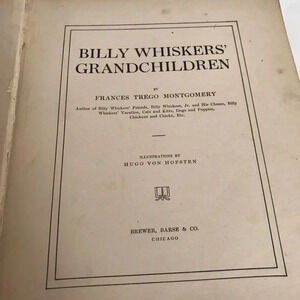 BILLY WHISKERS'
GRANDCHILDREN
BY
FRANCES TREGO MONTGOMERY
Author of Billy Whiskers' Friends, Billy Whiskers, Jr. and His Chums, Billy
Whiskers' Vacation, Cats and Kitts, Dogs and Puppies,
Chickens and Chicks, Etc.
ILLUSTRATIONS BY
HUGO VON HOFSTEN
BREWER, BARSE & CO.
CHICAGO